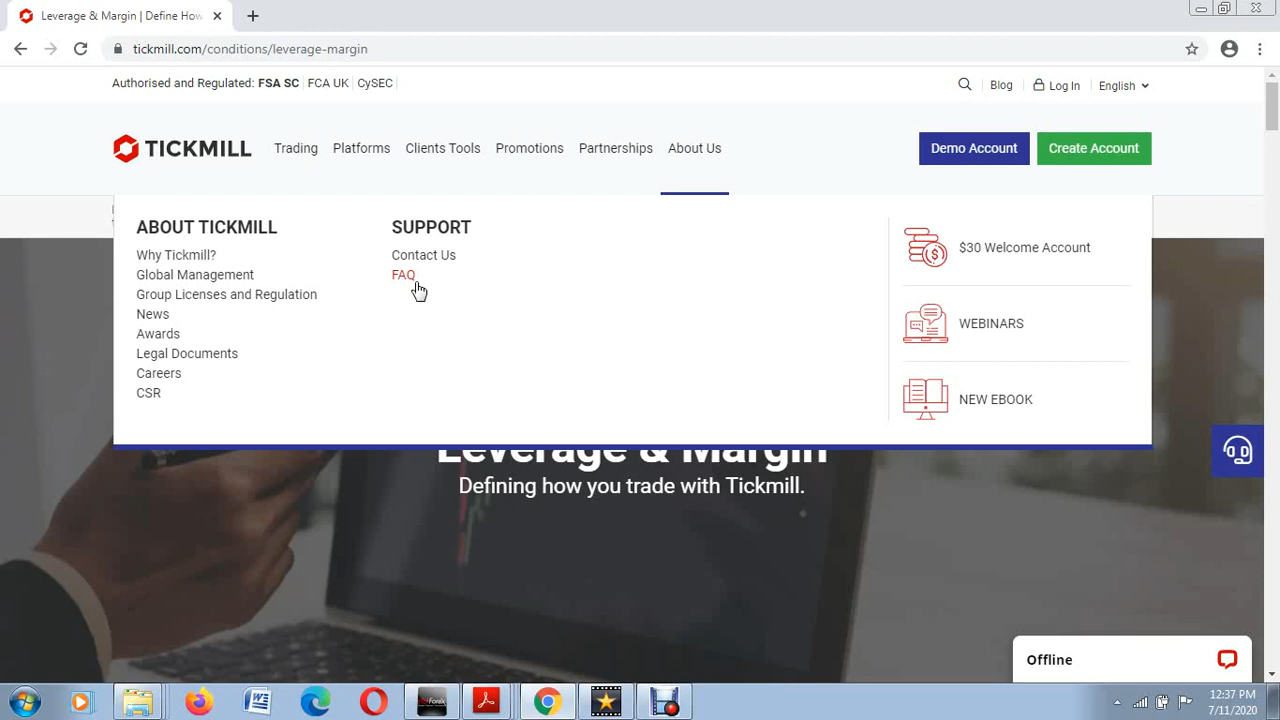 Leverage & Margin | Define How
tickmill.com/conditions/leverage-margin
Authorised and Regulated: FSA SC | FCA UK | CySEC
Blog
Log In
English
TICKMILL
Trading
Platforms
Clients Tools
Promotions
Partnerships
About Us
Demo Account
Create Account
ABOUT TICKMILL
Why Tickmill?
Global Management
Group Licenses and Regulation
News
Awards
Legal Documents
Careers
CSR
SUPPORT
Contact Us
FAQ
$30 Welcome Account
WEBINARS
NEW EBOOK
Leverage & Margin
Defining how you trade with Tickmill.
Offline
12:37 PM
7/11/2020